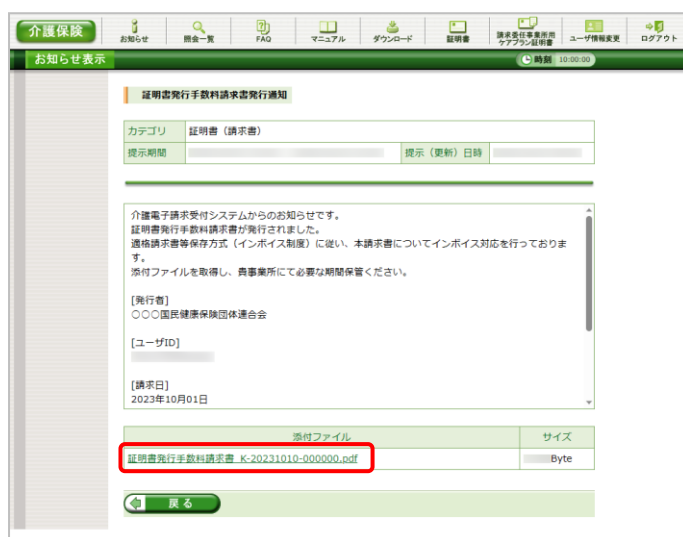 介護保険
お知らせ
照会一覧
FAQ
マニュアル
ダウンロード
証明書
請求委任事業所用
ケアプラン証明書
ユーザ情報変更
ログアウト
お知らせ表示
時刻 10:00:00
証明書発行手数料請求書発行通知
カテゴリ 証明書（請求書）
提示期間 提示（更新）日時
介護電子請求受付システムからのお知らせです。
証明書発行手数料請求書が発行されました。
適格請求書等保存方式（インボイス制度）に従い、本請求書についてインボイス対応を行っておりま
す。
添付ファイルを取得し、貴事業所にて必要な期間保管ください。
[発行者]
○○○国民健康保険団体連合会
[ユーザID]
[請求日]
2023年10月01日
添付ファイル サイズ
証明書発行手数料請求書_K-20231010-000000.pdf Byte
戻る